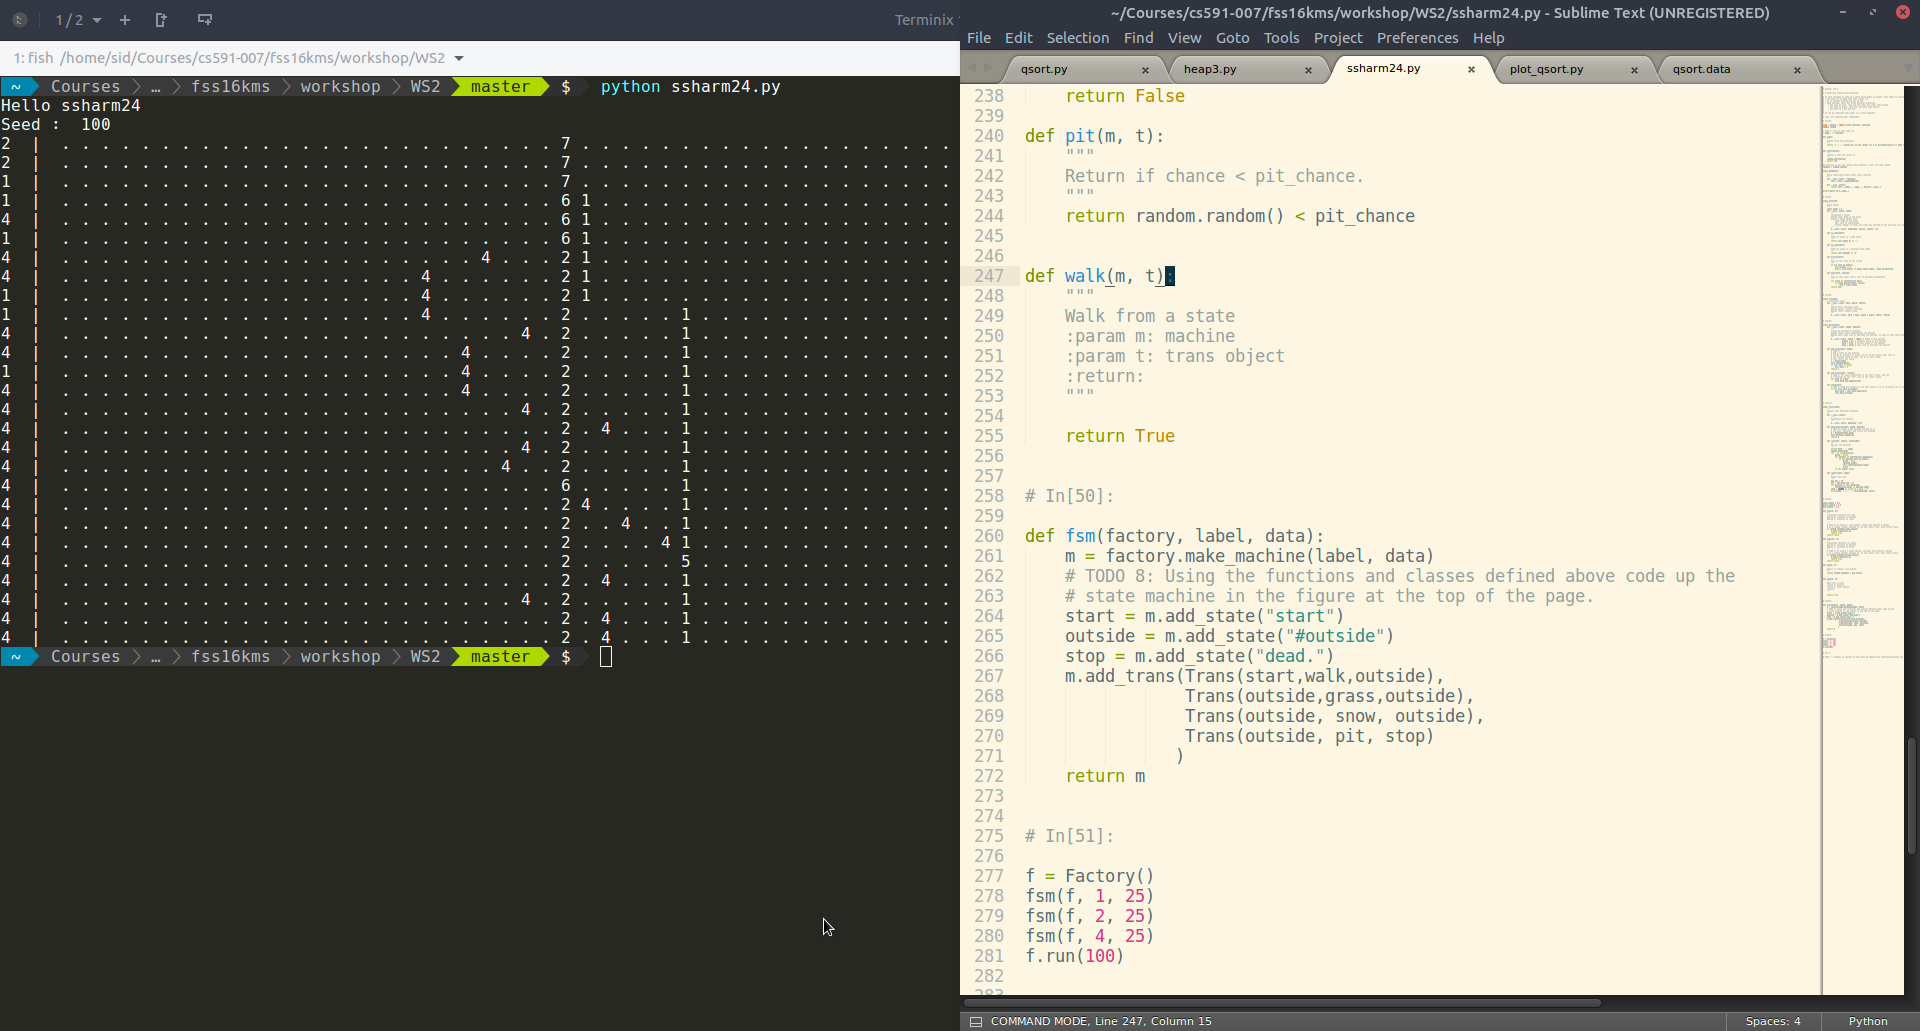 1 / 2
Terminix
1: fish /home/sid/Courses/cs591-007/fss16kms/workshop/WS2
~ Courses … fss16kms workshop WS2 master $ python ssharm24.py
Hello ssharm24
Seed :  100
2  |  . . . . . . . . . . . . . . . . . . . . . . . . . 7 . . . . . . . . . . . . . . . . . . .
2  |  . . . . . . . . . . . . . . . . . . . . . . . . . 7 . . . . . . . . . . . . . . . . . . .
1  |  . . . . . . . . . . . . . . . . . . . . . . . . . 7 . . . . . . . . . . . . . . . . . . .
1  |  . . . . . . . . . . . . . . . . . . . . . . . . . 6 1 . . . . . . . . . . . . . . . . . .
4  |  . . . . . . . . . . . . . . . . . . . . . . . . . 6 1 . . . . . . . . . . . . . . . . . .
1  |  . . . . . . . . . . . . . . . . . . . . . . . . . 6 1 . . . . . . . . . . . . . . . . . .
4  |  . . . . . . . . . . . . . . . . . . . . . 4 . . . 2 1 . . . . . . . . . . . . . . . . . .
4  |  . . . . . . . . . . . . . . . . . . 4 . . . . . . 2 1 . . . . . . . . . . . . . . . . . .
1  |  . . . . . . . . . . . . . . . . . . 4 . . . . . . 2 1 . . . . . . . . . . . . . . . . . .
1  |  . . . . . . . . . . . . . . . . . . 4 . . . . . . 2 . . . . . 1 . . . . . . . . . . . . .
4  |  . . . . . . . . . . . . . . . . . . . . . . . 4 . 2 . . . . . 1 . . . . . . . . . . . . .
4  |  . . . . . . . . . . . . . . . . . . . . 4 . . . . 2 . . . . . 1 . . . . . . . . . . . . .
1  |  . . . . . . . . . . . . . . . . . . . . 4 . . . . 2 . . . . . 1 . . . . . . . . . . . . .
4  |  . . . . . . . . . . . . . . . . . . . . 4 . . . . 2 . . . . . 1 . . . . . . . . . . . . .
4  |  . . . . . . . . . . . . . . . . . . . . . . . 4 . 2 . . . . . 1 . . . . . . . . . . . . .
4  |  . . . . . . . . . . . . . . . . . . . . . . . . . 2 . 4 . . . 1 . . . . . . . . . . . . .
4  |  . . . . . . . . . . . . . . . . . . . . . . . 4 . 2 . . . . . 1 . . . . . . . . . . . . .
4  |  . . . . . . . . . . . . . . . . . . . . . . 4 . . 2 . . . . . 1 . . . . . . . . . . . . .
4  |  . . . . . . . . . . . . . . . . . . . . . . . . . 6 . . . . . 1 . . . . . . . . . . . . .
4  |  . . . . . . . . . . . . . . . . . . . . . . . . . 2 4 . . . . 1 . . . . . . . . . . . . .
4  |  . . . . . . . . . . . . . . . . . . . . . . . . . 2 . . 4 . . 1 . . . . . . . . . . . . .
4  |  . . . . . . . . . . . . . . . . . . . . . . . . . 2 . . . . 4 1 . . . . . . . . . . . . .
4  |  . . . . . . . . . . . . . . . . . . . . . . . . . 2 . . . . . 5 . . . . . . . . . . . . .
4  |  . . . . . . . . . . . . . . . . . . . . . . . . . 2 . 4 . . . 1 . . . . . . . . . . . . .
4  |  . . . . . . . . . . . . . . . . . . . . . . . 4 . 2 . . . . . 1 . . . . . . . . . . . . .
4  |  . . . . . . . . . . . . . . . . . . . . . . . . . 2 . 4 . . . 1 . . . . . . . . . . . . .
4  |  . . . . . . . . . . . . . . . . . . . . . . . . . 2 . 4 . . . 1 . . . . . . . . . . . . .
~ Courses … fss16kms workshop WS2 master $
~/Courses/cs591-007/fss16kms/workshop/WS2/ssharm24.py - Sublime Text (UNREGISTERED)
File Edit Selection Find View Goto Tools Project Preferences Help
qsort.py heap3.py ssharm24.py plot_qsort.py qsort.data
238     return False
239
240 def pit(m, t):
241     """
242     Return if chance < pit_chance.
243     """
244     return random.random() < pit_chance
245
246
247 def walk(m, t):
248     """
249     Walk from a state
250     :param m: machine
251     :param t: trans object
252     :return:
253     """
254
255     return True
256
257
258 # In[50]:
259
260 def fsm(factory, label, data):
261     m = factory.make_machine(label, data)
262     # TODO 8: Using the functions and classes defined above code up the
263     # state machine in the figure at the top of the page.
264     start = m.add_state("start")
265     outside = m.add_state("#outside")
266     stop = m.add_state("dead.")
267     m.add_trans(Trans(start,walk,outside),
268                 Trans(outside,grass,outside),
269                 Trans(outside, snow, outside),
270                 Trans(outside, pit, stop)
271                )
272     return m
273
274
275 # In[51]:
276
277 f = Factory()
278 fsm(f, 1, 25)
279 fsm(f, 2, 25)
280 fsm(f, 4, 25)
281 f.run(100)
282
283
COMMAND MODE, Line 247, Column 15
Spaces: 4
Python